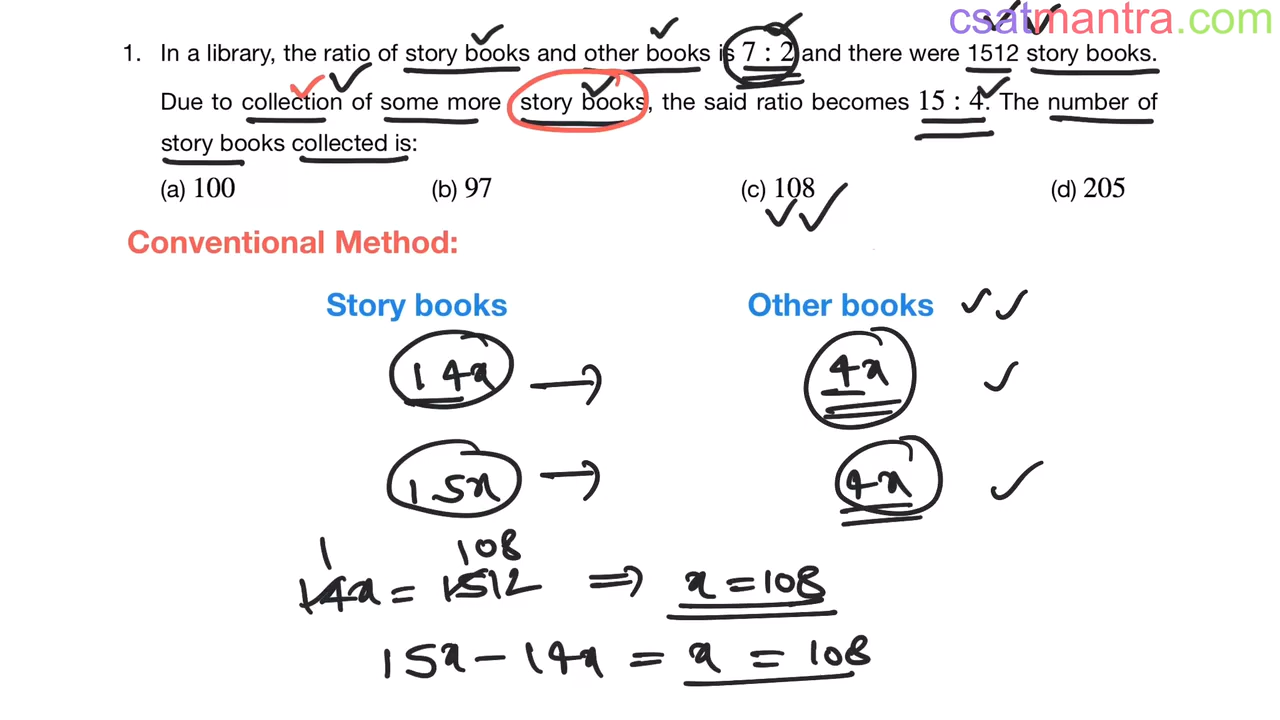 csatmantra.com
1. In a library, the ratio of story books and other books is 7 : 2 and there were 1512 story books.
Due to collection of some more story books, the said ratio becomes 15 : 4. The number of
story books collected is:
(a) 100 (b) 97 (c) 108 (d) 205
Conventional Method:
Story books Other books
14x → 4x
15x → 4x
1 108
14x = 1512 ⇒ x = 108
15x - 14x = x = 108